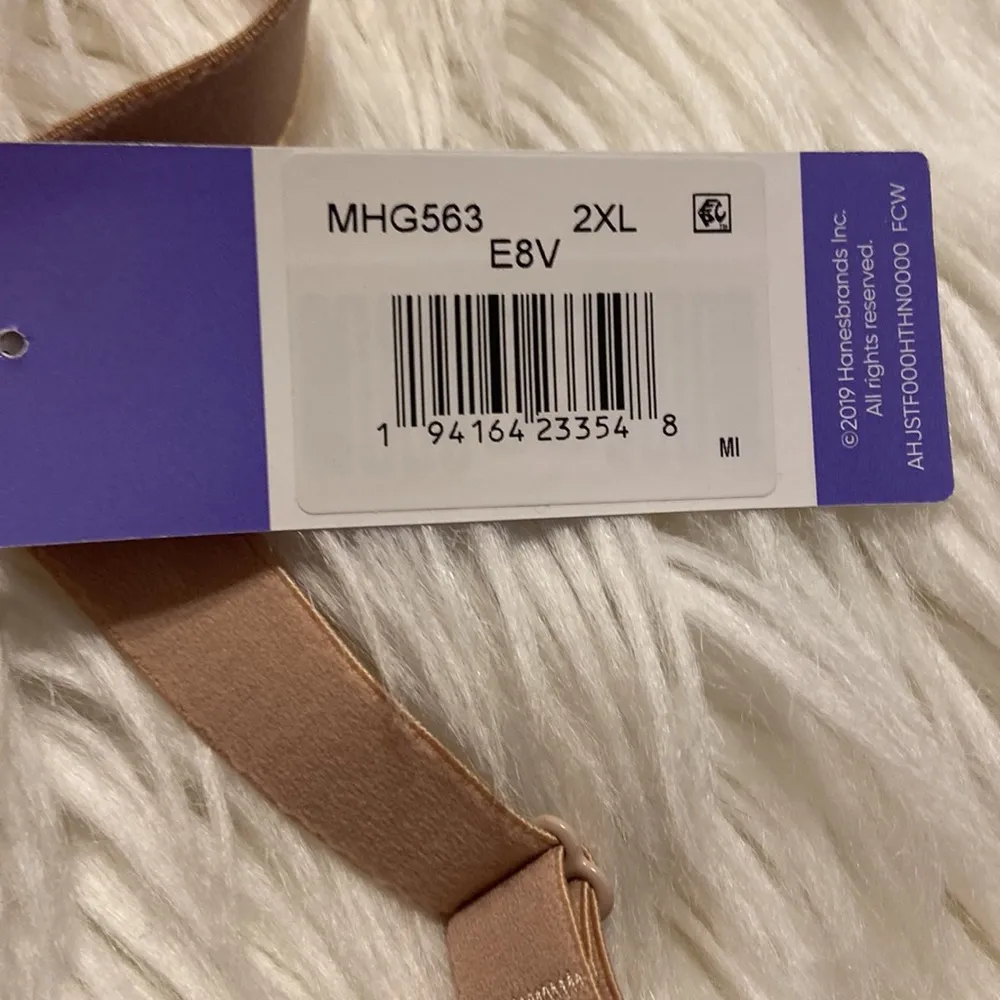 MHG563 2XL
E8V
1 94164 23354 8
MI
©2019 Hanesbrands Inc.
All rights reserved.
AHJSTF000HTHN0000 FCW